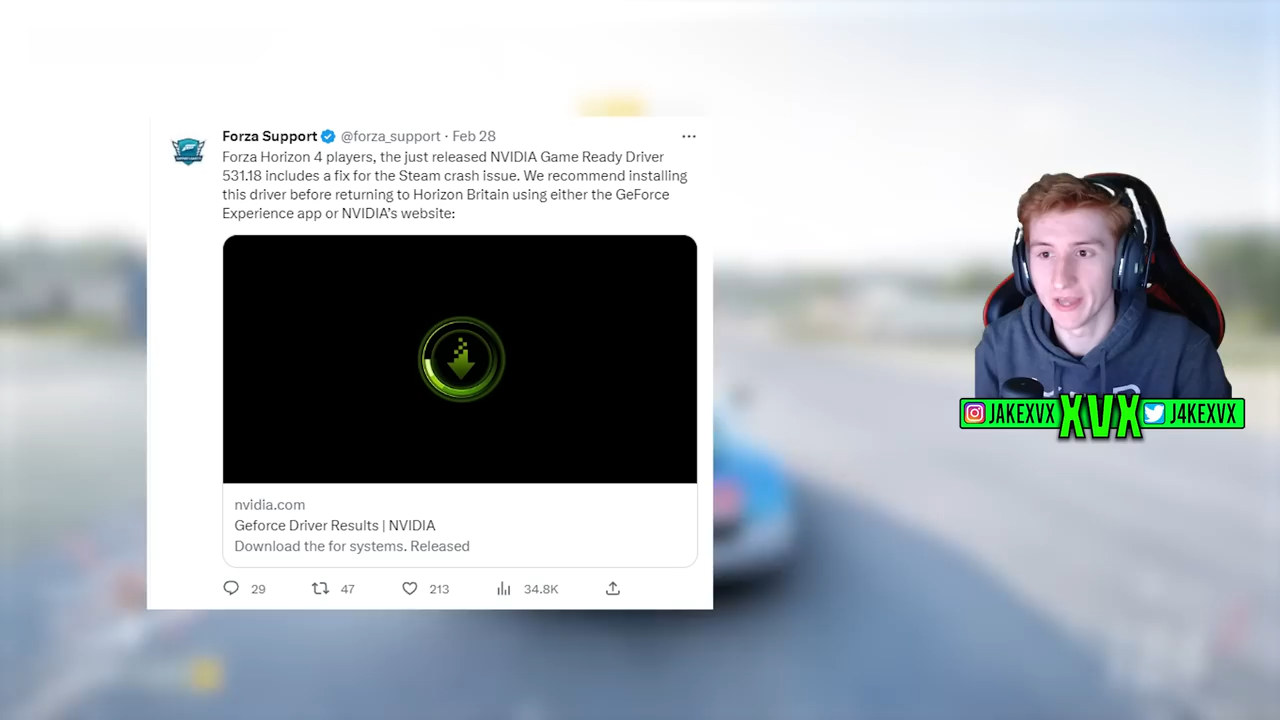 Forza Support @forza_support · Feb 28
Forza Horizon 4 players, the just released NVIDIA Game Ready Driver
531.18 includes a fix for the Steam crash issue. We recommend installing
this driver before returning to Horizon Britain using either the GeForce
Experience app or NVIDIA's website:
nvidia.com
Geforce Driver Results | NVIDIA
Download the for systems. Released
29 47 213 34.8K
JAKEXVX XVX J4KEXVX